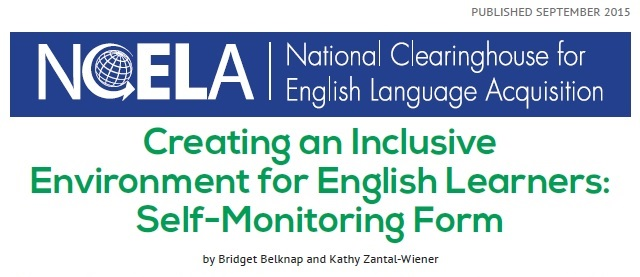 PUBLISHED SEPTEMBER 2015
NCELA
National Clearinghouse for
English Language Acquisition
Creating an Inclusive
Environment for English Learners:
Self-Monitoring Form
by Bridget Belknap and Kathy Zantal-Wiener